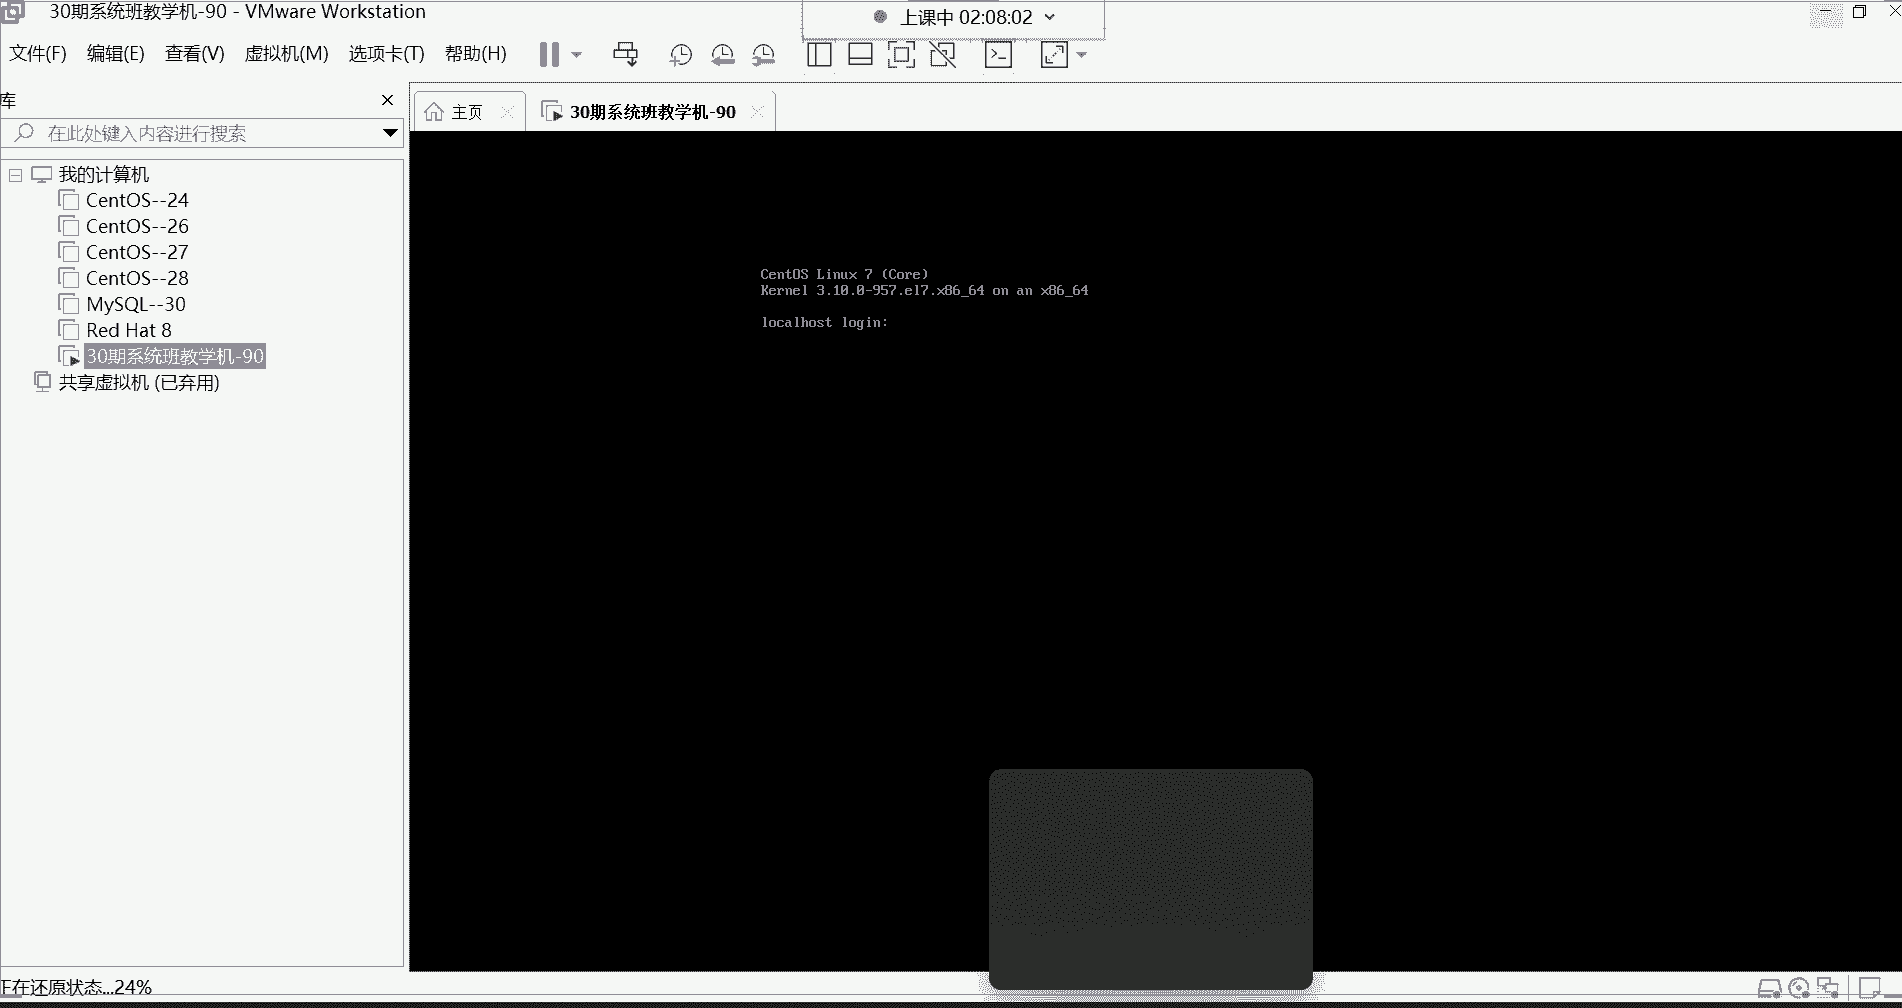 30期系统班教学机-90 - VMware Workstation
上课中 02:08:02
文件(F) 编辑(E) 查看(V) 虚拟机(M) 选项卡(T) 帮助(H)
库
在此处键入内容进行搜索
主页
30期系统班教学机-90
我的计算机
CentOS--24
CentOS--26
CentOS--27
CentOS--28
MySQL--30
Red Hat 8
30期系统班教学机-90
共享虚拟机 (已弃用)
CentOS Linux 7 (Core)
Kernel 3.10.0-957.el7.x86_64 on an x86_64
localhost login:
正在还原状态...24%